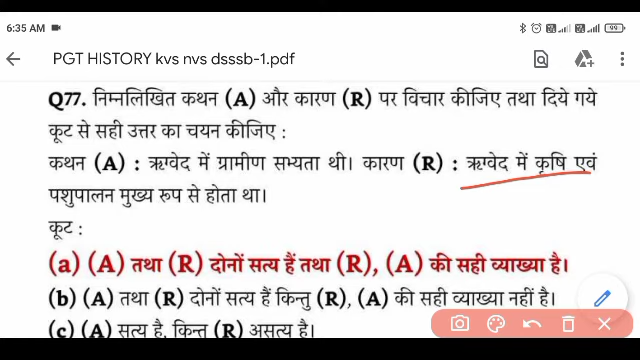 6:35 AM
99
PGT HISTORY kvs nvs dsssb-1.pdf
Q77. निम्नलिखित कथन (A) और कारण (R) पर विचार कीजिए तथा दिये गये
कूट से सही उत्तर का चयन कीजिए :
कथन (A) : ऋग्वेद में ग्रामीण सभ्यता थी। कारण (R) : ऋग्वेद में कृषि एवं
पशुपालन मुख्य रूप से होता था।
कूट :
(a) (A) तथा (R) दोनों सत्य हैं तथा (R), (A) की सही व्याख्या है।
(b) (A) तथा (R) दोनों सत्य हैं किन्तु (R), (A) की सही व्याख्या नहीं है।
(c) (A) सत्य है, किन्तु (R) असत्य है।